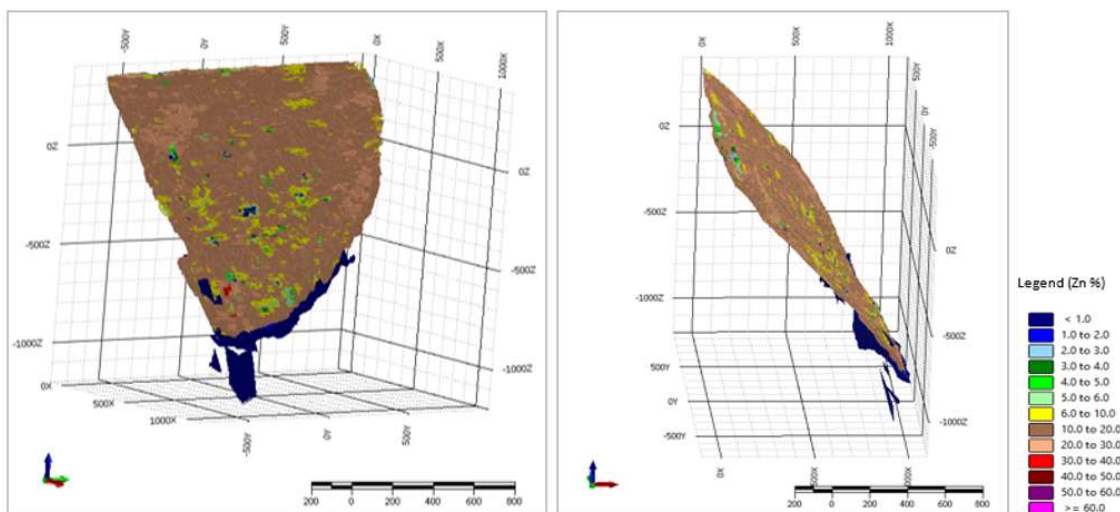 -500Y
0Y
500Y
0X
500X
1000X
0Z
-500Z
-1000Z
0Z
-500Z
-1000Z
0X
500X
1000X
-500Y
0Y
500Y
200 0 200 400 600 800
0X
500X
1000X
500Y
0Y
-500Y
0Z
-500Z
-1000Z
0Z
-500Z
-1000Z
500Y
0Y
-500Y
0X
200 0 200 400 600 800
Legend (Zn %)
< 1.0
1.0 to 2.0
2.0 to 3.0
3.0 to 4.0
4.0 to 5.0
5.0 to 6.0
6.0 to 10.0
10.0 to 20.0
20.0 to 30.0
30.0 to 40.0
40.0 to 50.0
50.0 to 60.0
>= 60.0